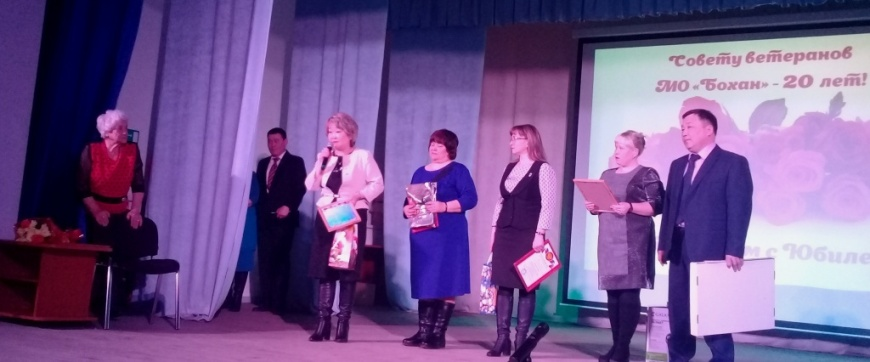 Совету ветеранов
МО «Бохан» - 20 лет!
с Юбиле